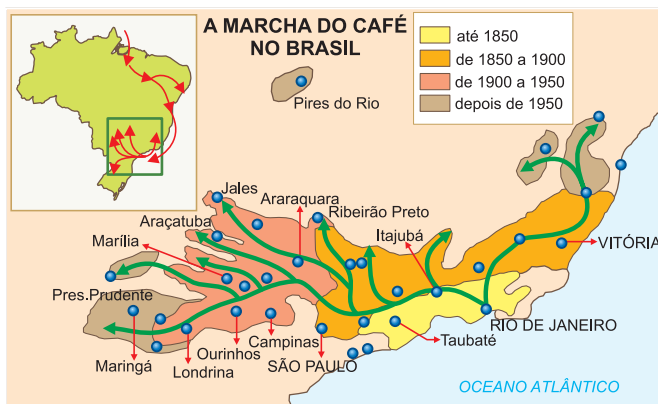 A MARCHA DO CAFÉ
NO BRASIL
até 1850
de 1850 a 1900
de 1900 a 1950
depois de 1950
Pires do Rio
Jales
Araraquara
Ribeirão Preto
Araçatuba
Itajubá
Marília
VITÓRIA
Pres.Prudente
RIO DE JANEIRO
Ourinhos
Campinas
Taubaté
Maringá
Londrina
SÃO PAULO
OCEANO ATLÂNTICO